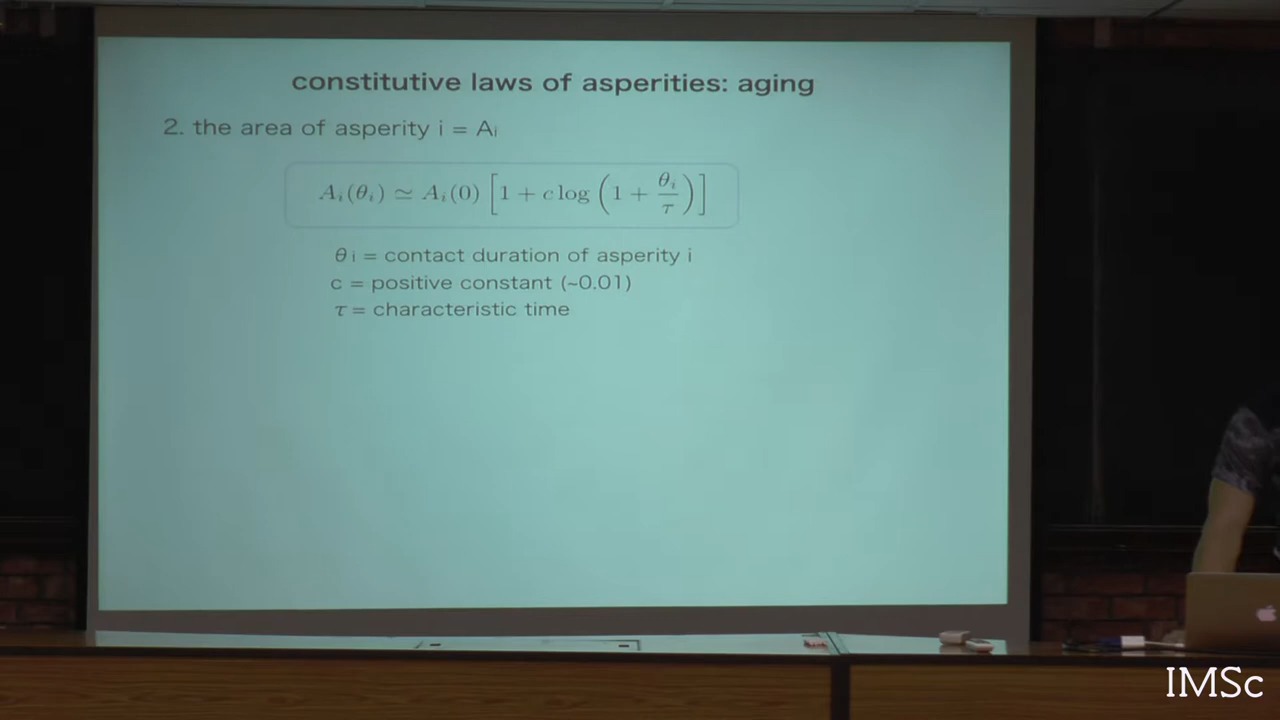 constitutive laws of asperities: aging
2. the area of asperity i = Aᵢ
Aᵢ(θᵢ) ≃ Aᵢ(0) [1 + c log (1 + θᵢ/τ)]
θ i = contact duration of asperity i
c = positive constant (~0.01)
τ = characteristic time
IMSc